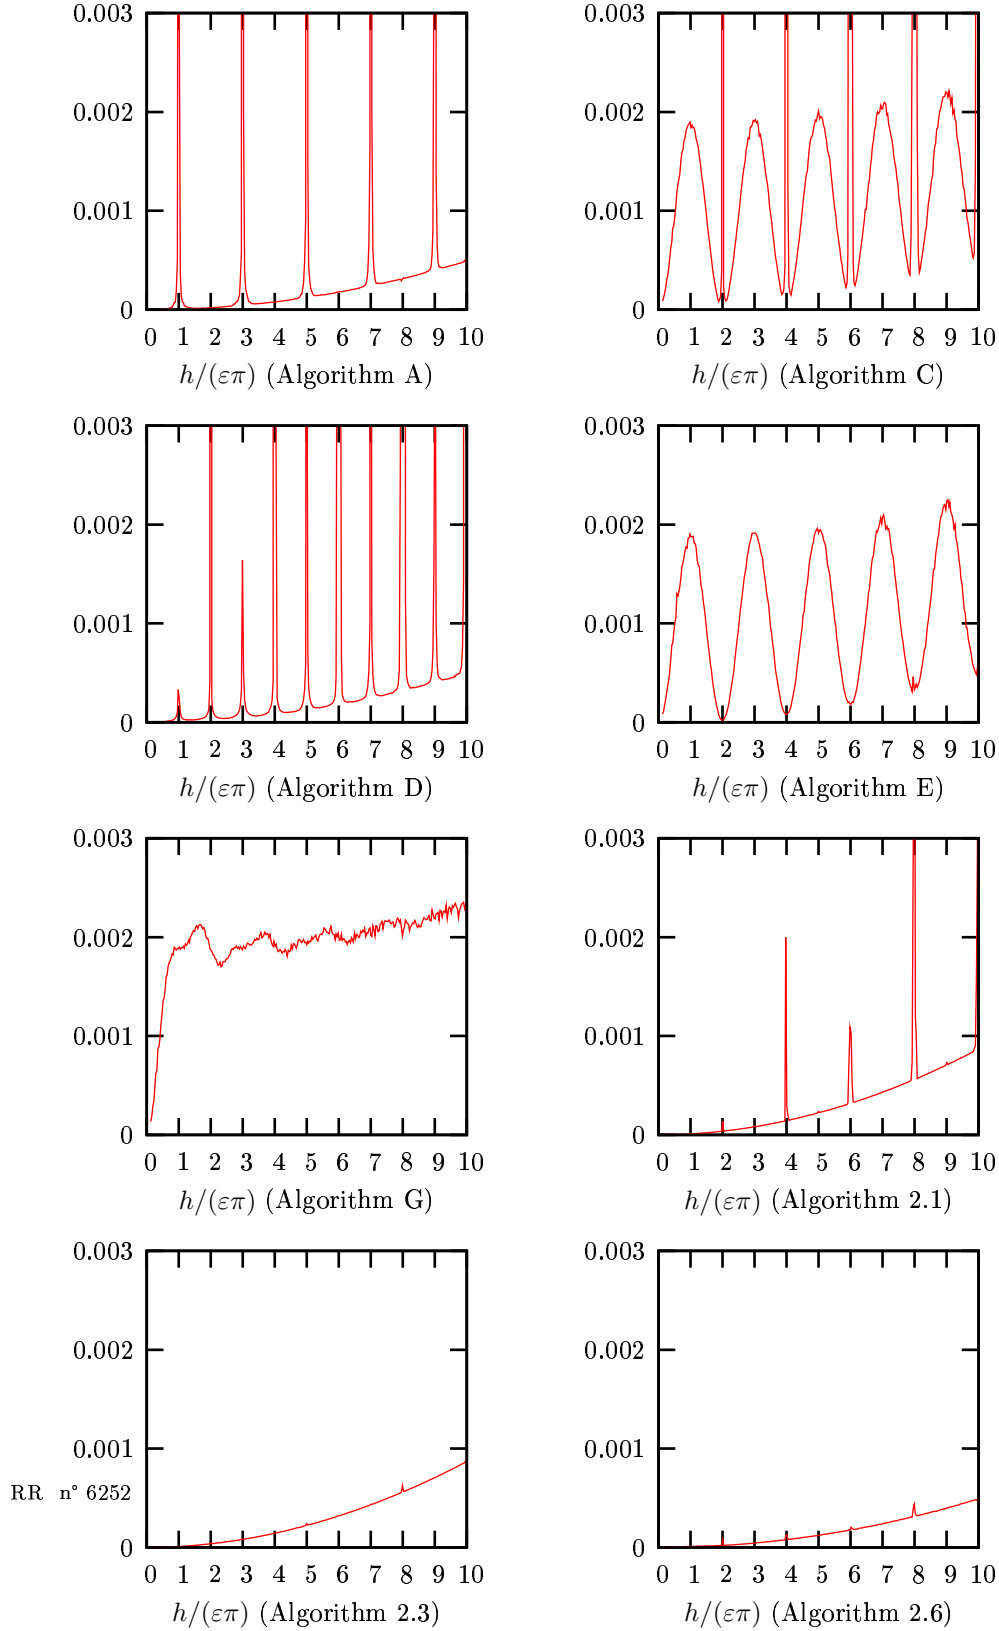 0.003
0.002
0.001
0
0 1 2 3 4 5 6 7 8 9 10
h/(επ) (Algorithm A)
0.003
0.002
0.001
0
0 1 2 3 4 5 6 7 8 9 10
h/(επ) (Algorithm C)
0.003
0.002
0.001
0
0 1 2 3 4 5 6 7 8 9 10
h/(επ) (Algorithm D)
0.003
0.002
0.001
0
0 1 2 3 4 5 6 7 8 9 10
h/(επ) (Algorithm E)
0.003
0.002
0.001
0
0 1 2 3 4 5 6 7 8 9 10
h/(επ) (Algorithm G)
0.003
0.002
0.001
0
0 1 2 3 4 5 6 7 8 9 10
h/(επ) (Algorithm 2.1)
0.003
0.002
0.001
RR n° 6252
0
0 1 2 3 4 5 6 7 8 9 10
h/(επ) (Algorithm 2.3)
0.003
0.002
0.001
0
0 1 2 3 4 5 6 7 8 9 10
h/(επ) (Algorithm 2.6)